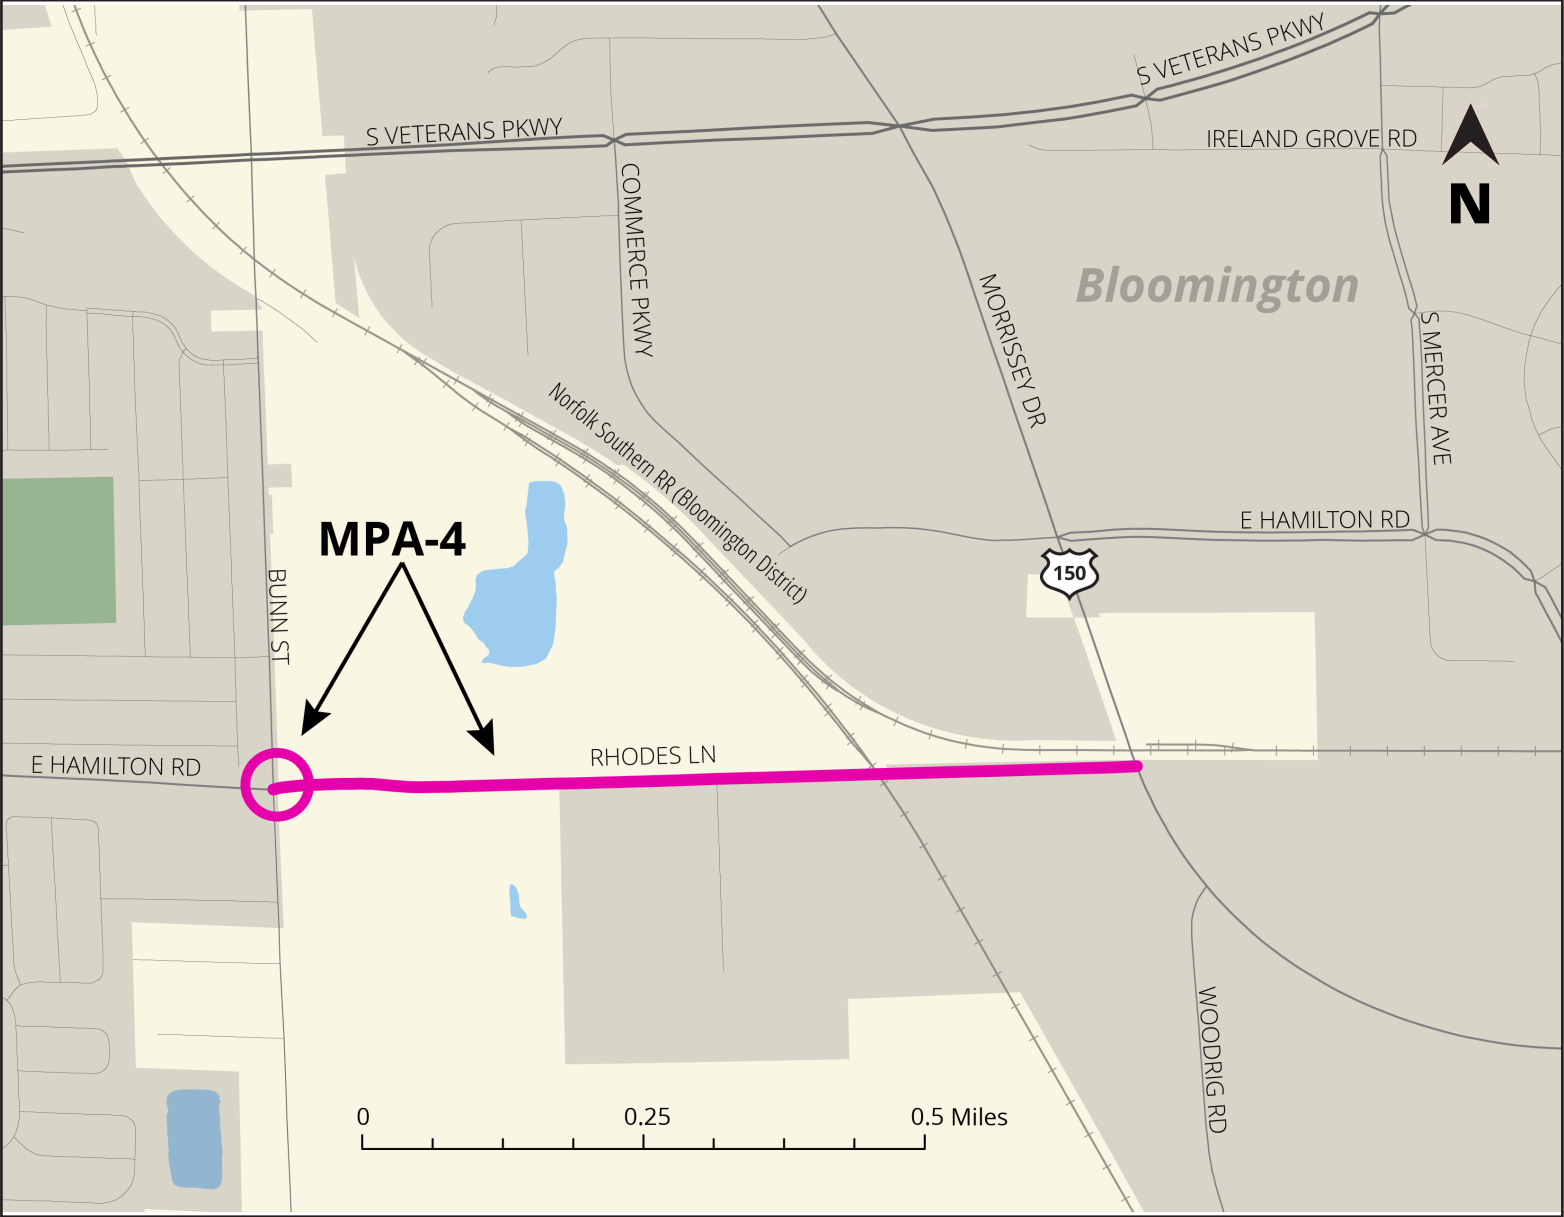 S VETERANS PKWY
S VETERANS PKWY
IRELAND GROVE RD
N
COMMERCE PKWY
Bloomington
MORRISSEY DR
S MERCER AVE
Norfolk Southern RR (Bloomington District)
E HAMILTON RD
150
MPA-4
BUNN ST
RHODES LN
E HAMILTON RD
WOODRIG RD
0 0.25 0.5 Miles